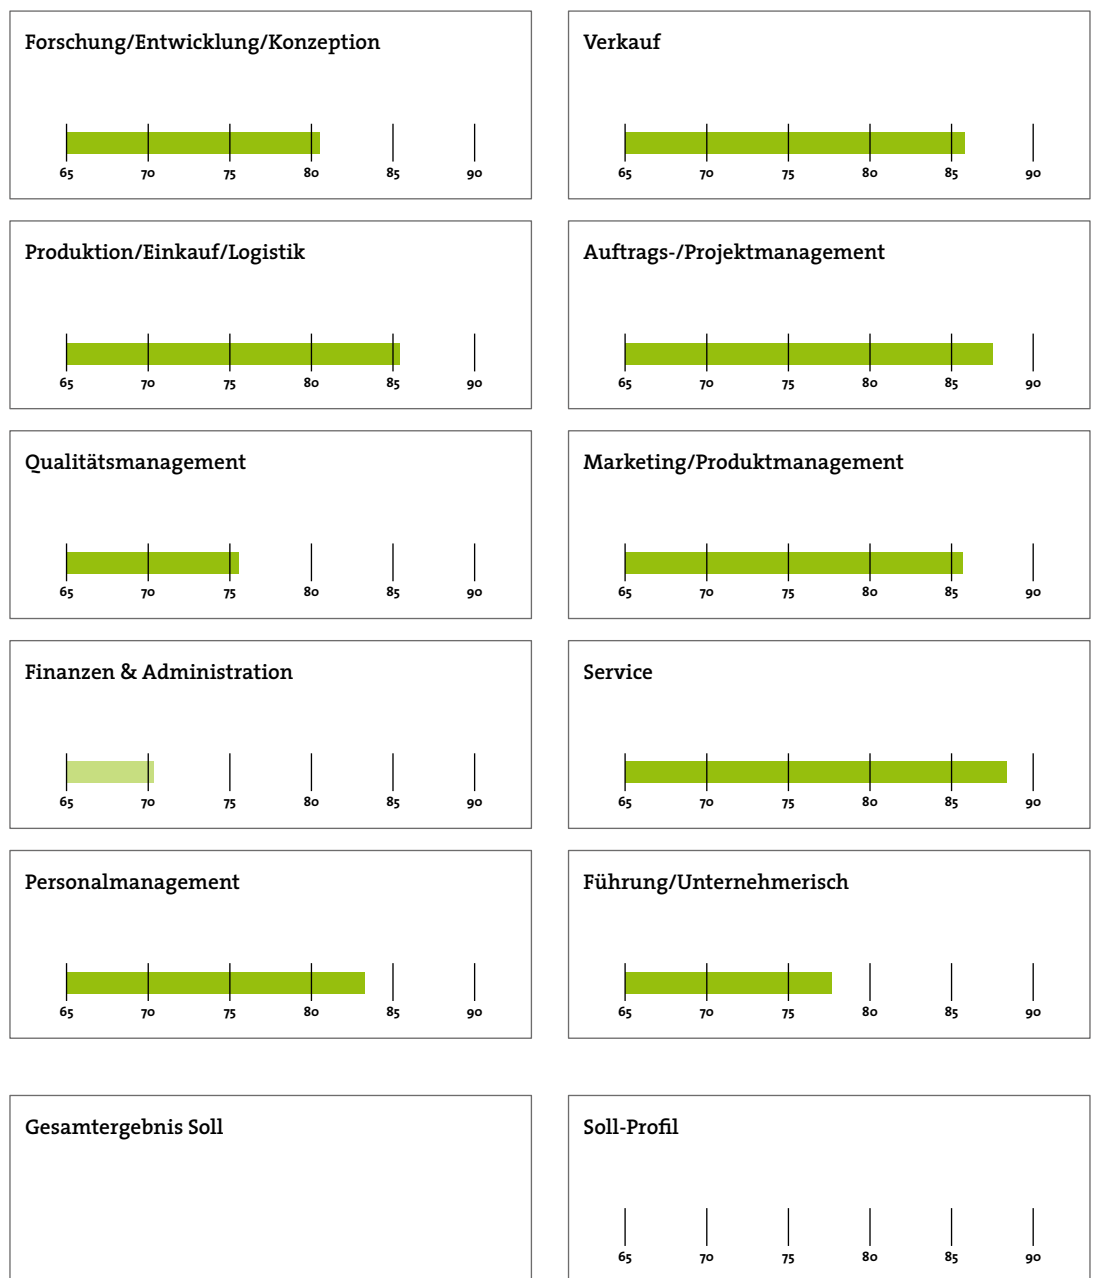 Forschung/Entwicklung/Konzeption
65 70 75 80 85 90
Verkauf
65 70 75 80 85 90
Produktion/Einkauf/Logistik
65 70 75 80 85 90
Auftrags-/Projektmanagement
65 70 75 80 85 90
Qualitätsmanagement
65 70 75 80 85 90
Marketing/Produktmanagement
65 70 75 80 85 90
Finanzen & Administration
65 70 75 80 85 90
Service
65 70 75 80 85 90
Personalmanagement
65 70 75 80 85 90
Führung/Unternehmerisch
65 70 75 80 85 90
Gesamtergebnis Soll
Soll-Profil
65 70 75 80 85 90